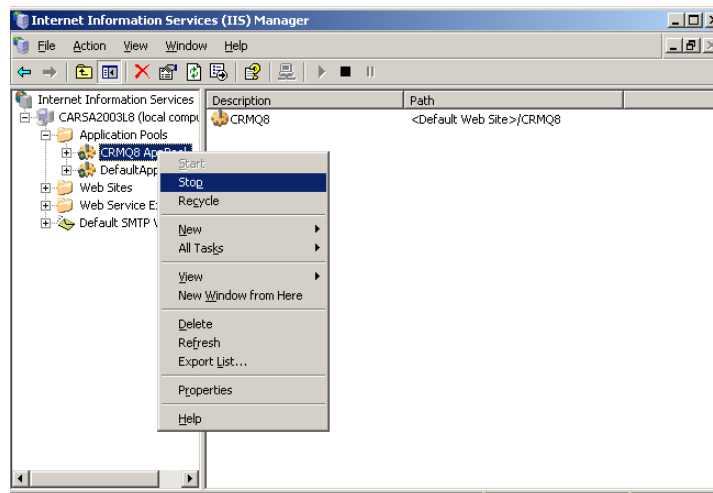 Internet Information Services (IIS) Manager
File Action View Window Help
Internet Information Services
CARSA2003L8 (local compu
Application Pools
CRMQ8 AppPool
DefaultApp
Web Sites
Web Service E
Default SMTP V
Description Path
CRMQ8 <Default Web Site>/CRMQ8
Start
Stop
Recycle
New
All Tasks
View
New Window from Here
Delete
Refresh
Export List...
Properties
Help